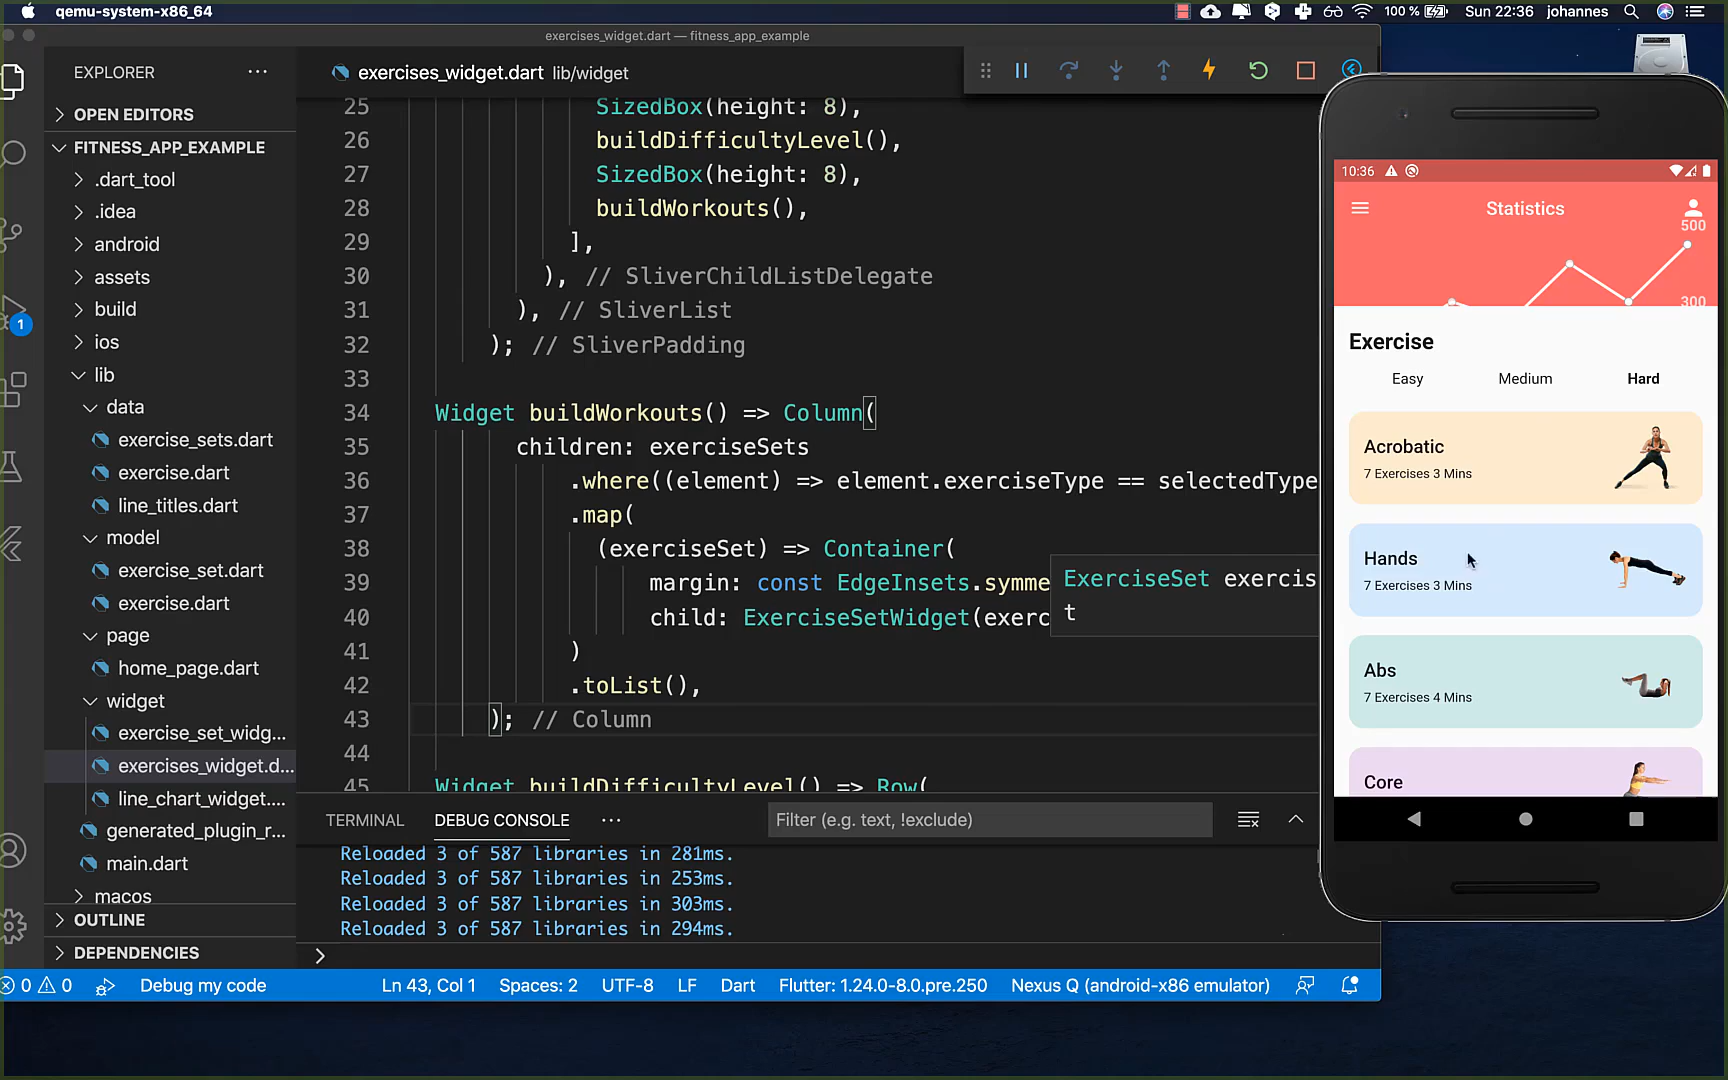 qemu-system-x86_64
100 %
Sun 22:36
johannes
exercises_widget.dart — fitness_app_example
EXPLORER
OPEN EDITORS
FITNESS_APP_EXAMPLE
.dart_tool
.idea
android
assets
build
ios
lib
data
exercise_sets.dart
exercise.dart
line_titles.dart
model
exercise_set.dart
exercise.dart
page
home_page.dart
widget
exercise_set_widg...
exercises_widget.d...
line_chart_widget....
generated_plugin_r...
main.dart
macos
OUTLINE
DEPENDENCIES
1
exercises_widget.dart lib/widget
25 SizedBox(height: 8),
26 buildDifficultyLevel(),
27 SizedBox(height: 8),
28 buildWorkouts(),
29 ],
30 ), // SliverChildListDelegate
31 ), // SliverList
32 ); // SliverPadding
33
34 Widget buildWorkouts() => Column(
35 children: exerciseSets
36 .where((element) => element.exerciseType == selectedType
37 .map(
38 (exerciseSet) => Container(
39 margin: const EdgeInsets.symme
40 child: ExerciseSetWidget(exerc
41 )
42 .toList(),
43 ); // Column
44
45 Widget buildDifficultyLevel() => Row(
ExerciseSet exercis
t
TERMINAL
DEBUG CONSOLE
Filter (e.g. text, !exclude)
Reloaded 3 of 587 libraries in 281ms.
Reloaded 3 of 587 libraries in 253ms.
Reloaded 3 of 587 libraries in 303ms.
Reloaded 3 of 587 libraries in 294ms.
0
0
Debug my code
Ln 43, Col 1
Spaces: 2
UTF-8
LF
Dart
Flutter: 1.24.0-8.0.pre.250
Nexus Q (android-x86 emulator)
10:36
Statistics
500
300
Exercise
Easy
Medium
Hard
Acrobatic
7 Exercises 3 Mins
Hands
7 Exercises 3 Mins
Abs
7 Exercises 4 Mins
Core